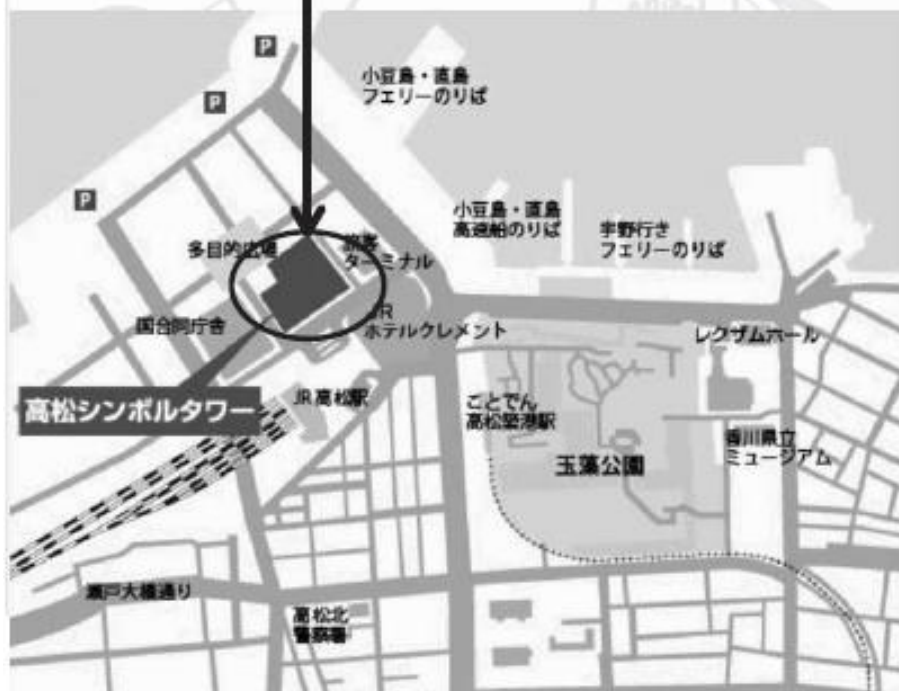 P
小豆島・直島
フェリーのりば
P
P
小豆島・直島
高速船のりば
宇野行き
フェリーのりば
多目的広場
旅客
ターミナル
国合同庁舎
JR
ホテルクレメント
レクザムホール
高松シンボルタワー
JR高松駅
ことでん
高松築港駅
玉藻公園
香川県立
ミュージアム
瀬戸大橋通り
高松北
警察署